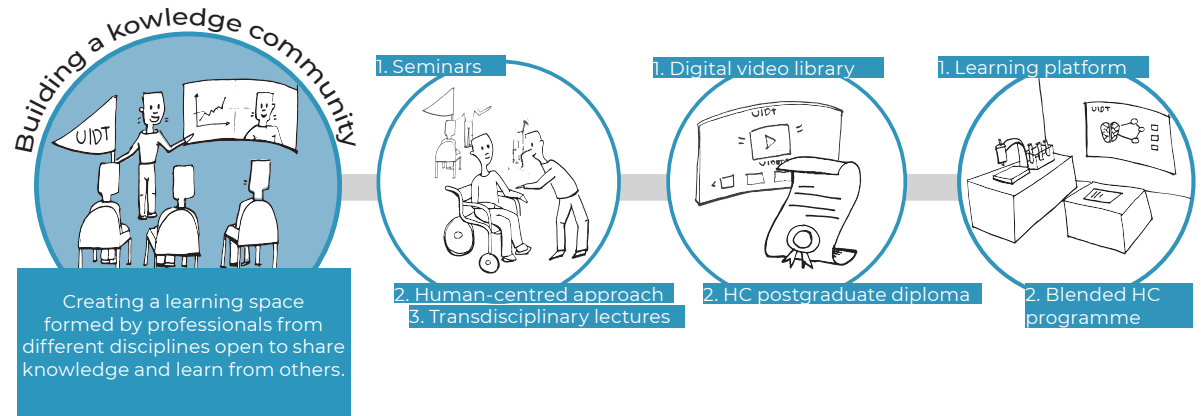 Building a kowledge community
UIDT
Creating a learning space
formed by professionals from
different disciplines open to share
knowledge and learn from others.
1. Seminars
2. Human-centred approach
3. Transdisciplinary lectures
1. Digital video library
UIDT
VIDEOS
2. HC postgraduate diploma
1. Learning platform
UIDT
2. Blended HC
programme